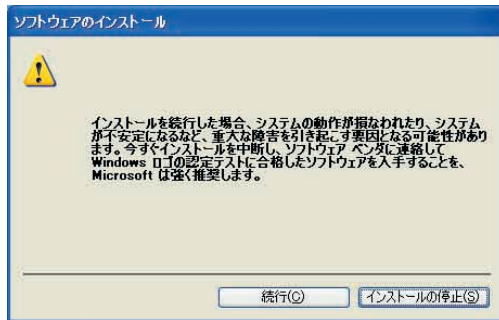 ソフトウェアのインストール
インストールを続行した場合、システムの動作が損なわれたり、システム
が不安定になるなど、重大な障害を引き起こす要因となる可能性があり
ます。今すぐインストールを中断し、ソフトウェア ベンダに連絡して
Windows ロゴの認定テストに合格したソフトウェアを入手することを、
Microsoft は強く推奨します。
続行(C)
インストールの停止(S)